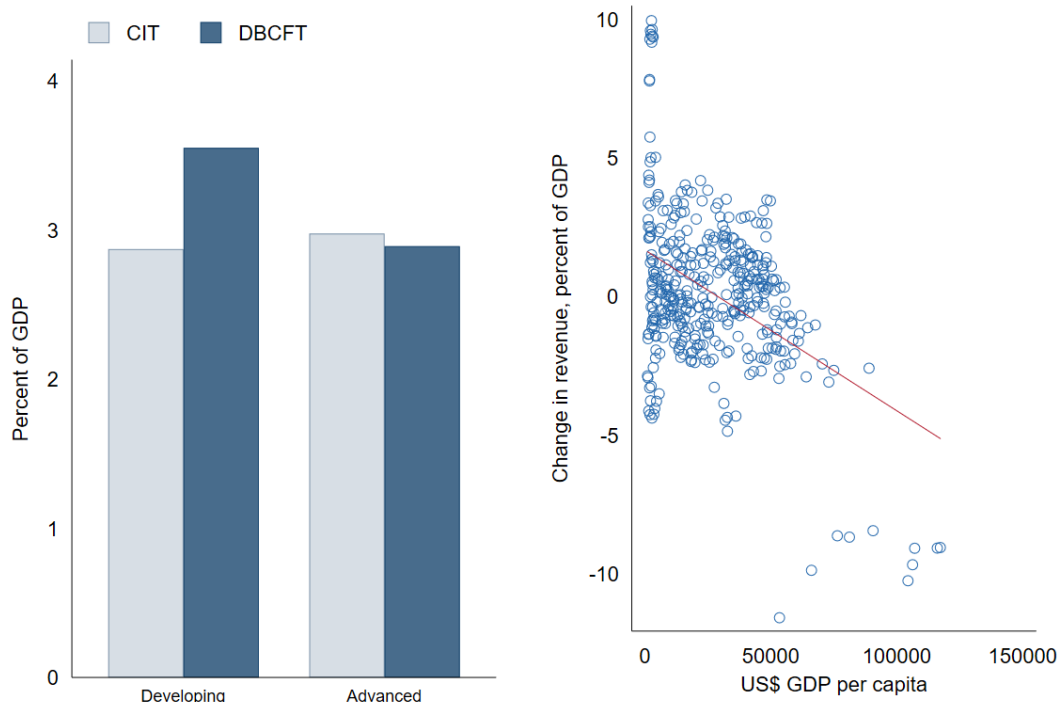 CIT DBCFT
Percent of GDP
4
3
2
1
0
Developing Advanced
Change in revenue, percent of GDP
10
5
0
-5
-10
0 50000 100000 150000
US$ GDP per capita